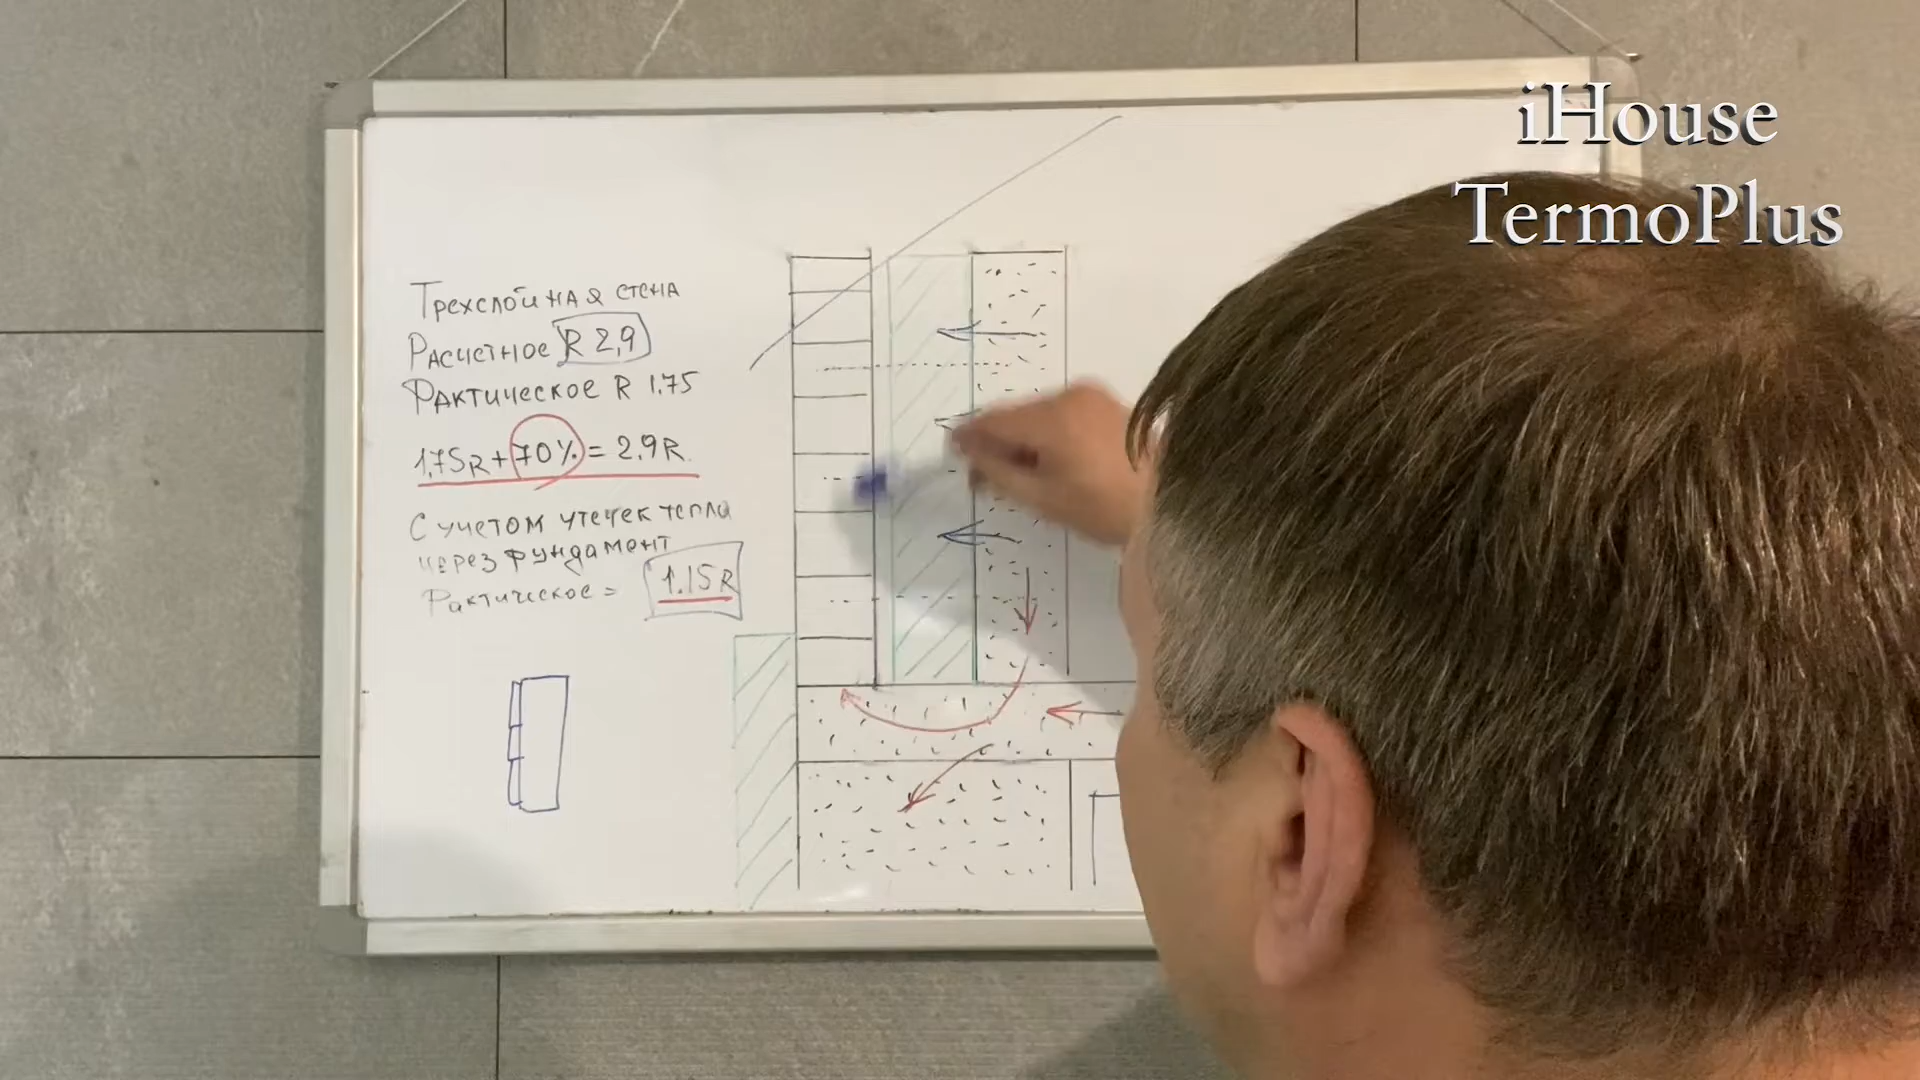 iHouse
TermoPlus
Трехслойная стена
Расчетное R 2,9
Фактическое R 1.75
1,75R+70%=2.9R.
С учетом утечек тепла
через фундамент
Фактическое = 1.15R